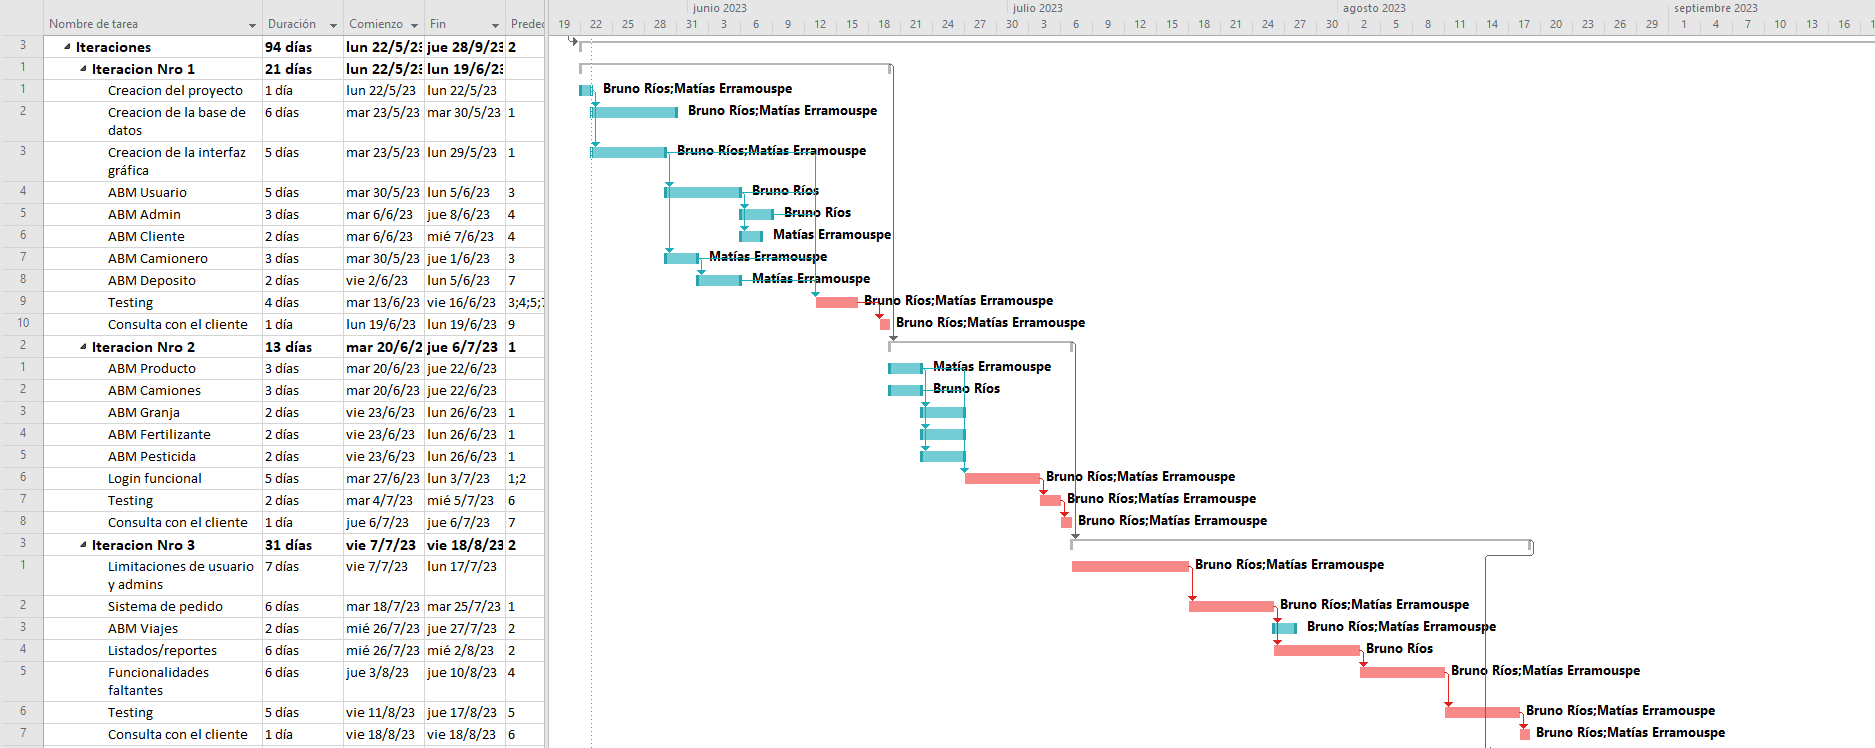 junio 2023 julio 2023 agosto 2023 septiembre 2023
Nombre de tarea Duración Comienzo Fin Predec 19 22 25 28 31 3 6 9 12 15 18 21 24 27 30 3 6 9 12 15 18 21 24 27 30 2 5 8 11 14 17 20 23 26 29 1 4 7 10 13 16
3 Iteraciones 94 días lun 22/5/23 jue 28/9/23 2
1 Iteracion Nro 1 21 días lun 22/5/23 lun 19/6/23
1 Creacion del proyecto 1 día lun 22/5/23 lun 22/5/23 Bruno Ríos;Matías Erramouspe
2 Creacion de la base de datos 6 días mar 23/5/23 mar 30/5/23 1 Bruno Ríos;Matías Erramouspe
3 Creacion de la interfaz gráfica 5 días mar 23/5/23 lun 29/5/23 1 Bruno Ríos;Matías Erramouspe
4 ABM Usuario 5 días mar 30/5/23 lun 5/6/23 3 Bruno Ríos
5 ABM Admin 3 días mar 6/6/23 jue 8/6/23 4 Bruno Ríos
6 ABM Cliente 2 días mar 6/6/23 mié 7/6/23 4 Matías Erramouspe
7 ABM Camionero 3 días mar 30/5/23 jue 1/6/23 3 Matías Erramouspe
8 ABM Deposito 2 días vie 2/6/23 lun 5/6/23 7 Matías Erramouspe
9 Testing 4 días mar 13/6/23 vie 16/6/23 3;4;5;7 Bruno Ríos;Matías Erramouspe
10 Consulta con el cliente 1 día lun 19/6/23 lun 19/6/23 9 Bruno Ríos;Matías Erramouspe
2 Iteracion Nro 2 13 días mar 20/6/2 jue 6/7/23 1
1 ABM Producto 3 días mar 20/6/23 jue 22/6/23 Matías Erramouspe
2 ABM Camiones 3 días mar 20/6/23 jue 22/6/23 Bruno Ríos
3 ABM Granja 2 días vie 23/6/23 lun 26/6/23 1
4 ABM Fertilizante 2 días vie 23/6/23 lun 26/6/23 1
5 ABM Pesticida 2 días vie 23/6/23 lun 26/6/23 1
6 Login funcional 5 días mar 27/6/23 lun 3/7/23 1;2 Bruno Ríos;Matías Erramouspe
7 Testing 2 días mar 4/7/23 mié 5/7/23 6 Bruno Ríos;Matías Erramouspe
8 Consulta con el cliente 1 día jue 6/7/23 jue 6/7/23 7 Bruno Ríos;Matías Erramouspe
3 Iteracion Nro 3 31 días vie 7/7/23 vie 18/8/23 2
1 Limitaciones de usuario y admins 7 días vie 7/7/23 lun 17/7/23 Bruno Ríos;Matías Erramouspe
2 Sistema de pedido 6 días mar 18/7/23 mar 25/7/23 1 Bruno Ríos;Matías Erramouspe
3 ABM Viajes 2 días mié 26/7/23 jue 27/7/23 2 Bruno Ríos;Matías Erramouspe
4 Listados/reportes 6 días mié 26/7/23 mié 2/8/23 2 Bruno Ríos
5 Funcionalidades faltantes 6 días jue 3/8/23 jue 10/8/23 4 Bruno Ríos;Matías Erramouspe
6 Testing 5 días vie 11/8/23 jue 17/8/23 5 Bruno Ríos;Matías Erramouspe
7 Consulta con el cliente 1 día vie 18/8/23 vie 18/8/23 6 Bruno Ríos;Matías Erramouspe